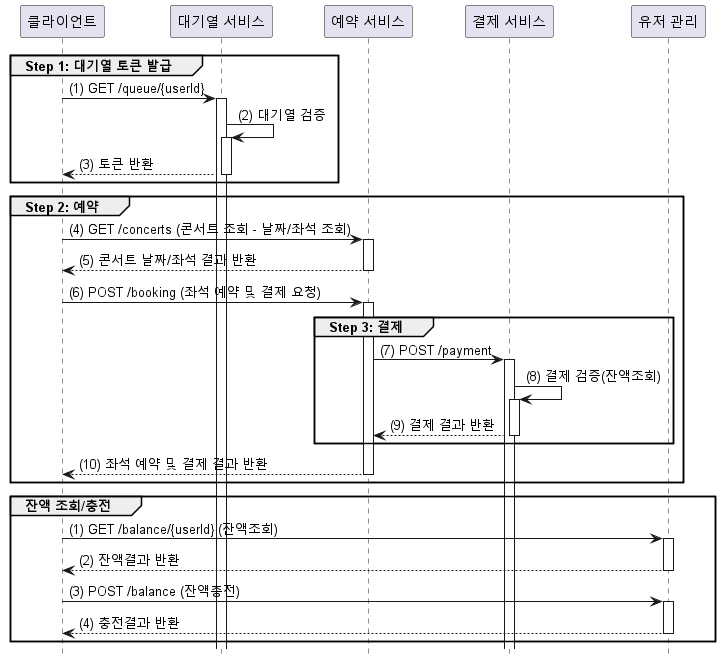 클라이언트
대기열 서비스
예약 서비스
결제 서비스
유저 관리
Step 1: 대기열 토큰 발급
(1) GET /queue/{userId}
(2) 대기열 검증
(3) 토큰 반환
Step 2: 예약
(4) GET /concerts (콘서트 조회 - 날짜/좌석 조회)
(5) 콘서트 날짜/좌석 결과 반환
(6) POST /booking (좌석 예약 및 결제 요청)
Step 3: 결제
(7) POST /payment
(8) 결제 검증(잔액조회)
(9) 결제 결과 반환
(10) 좌석 예약 및 결제 결과 반환
잔액 조회/충전
(1) GET /balance/{userId} (잔액조회)
(2) 잔액결과 반환
(3) POST /balance (잔액충전)
(4) 충전결과 반환